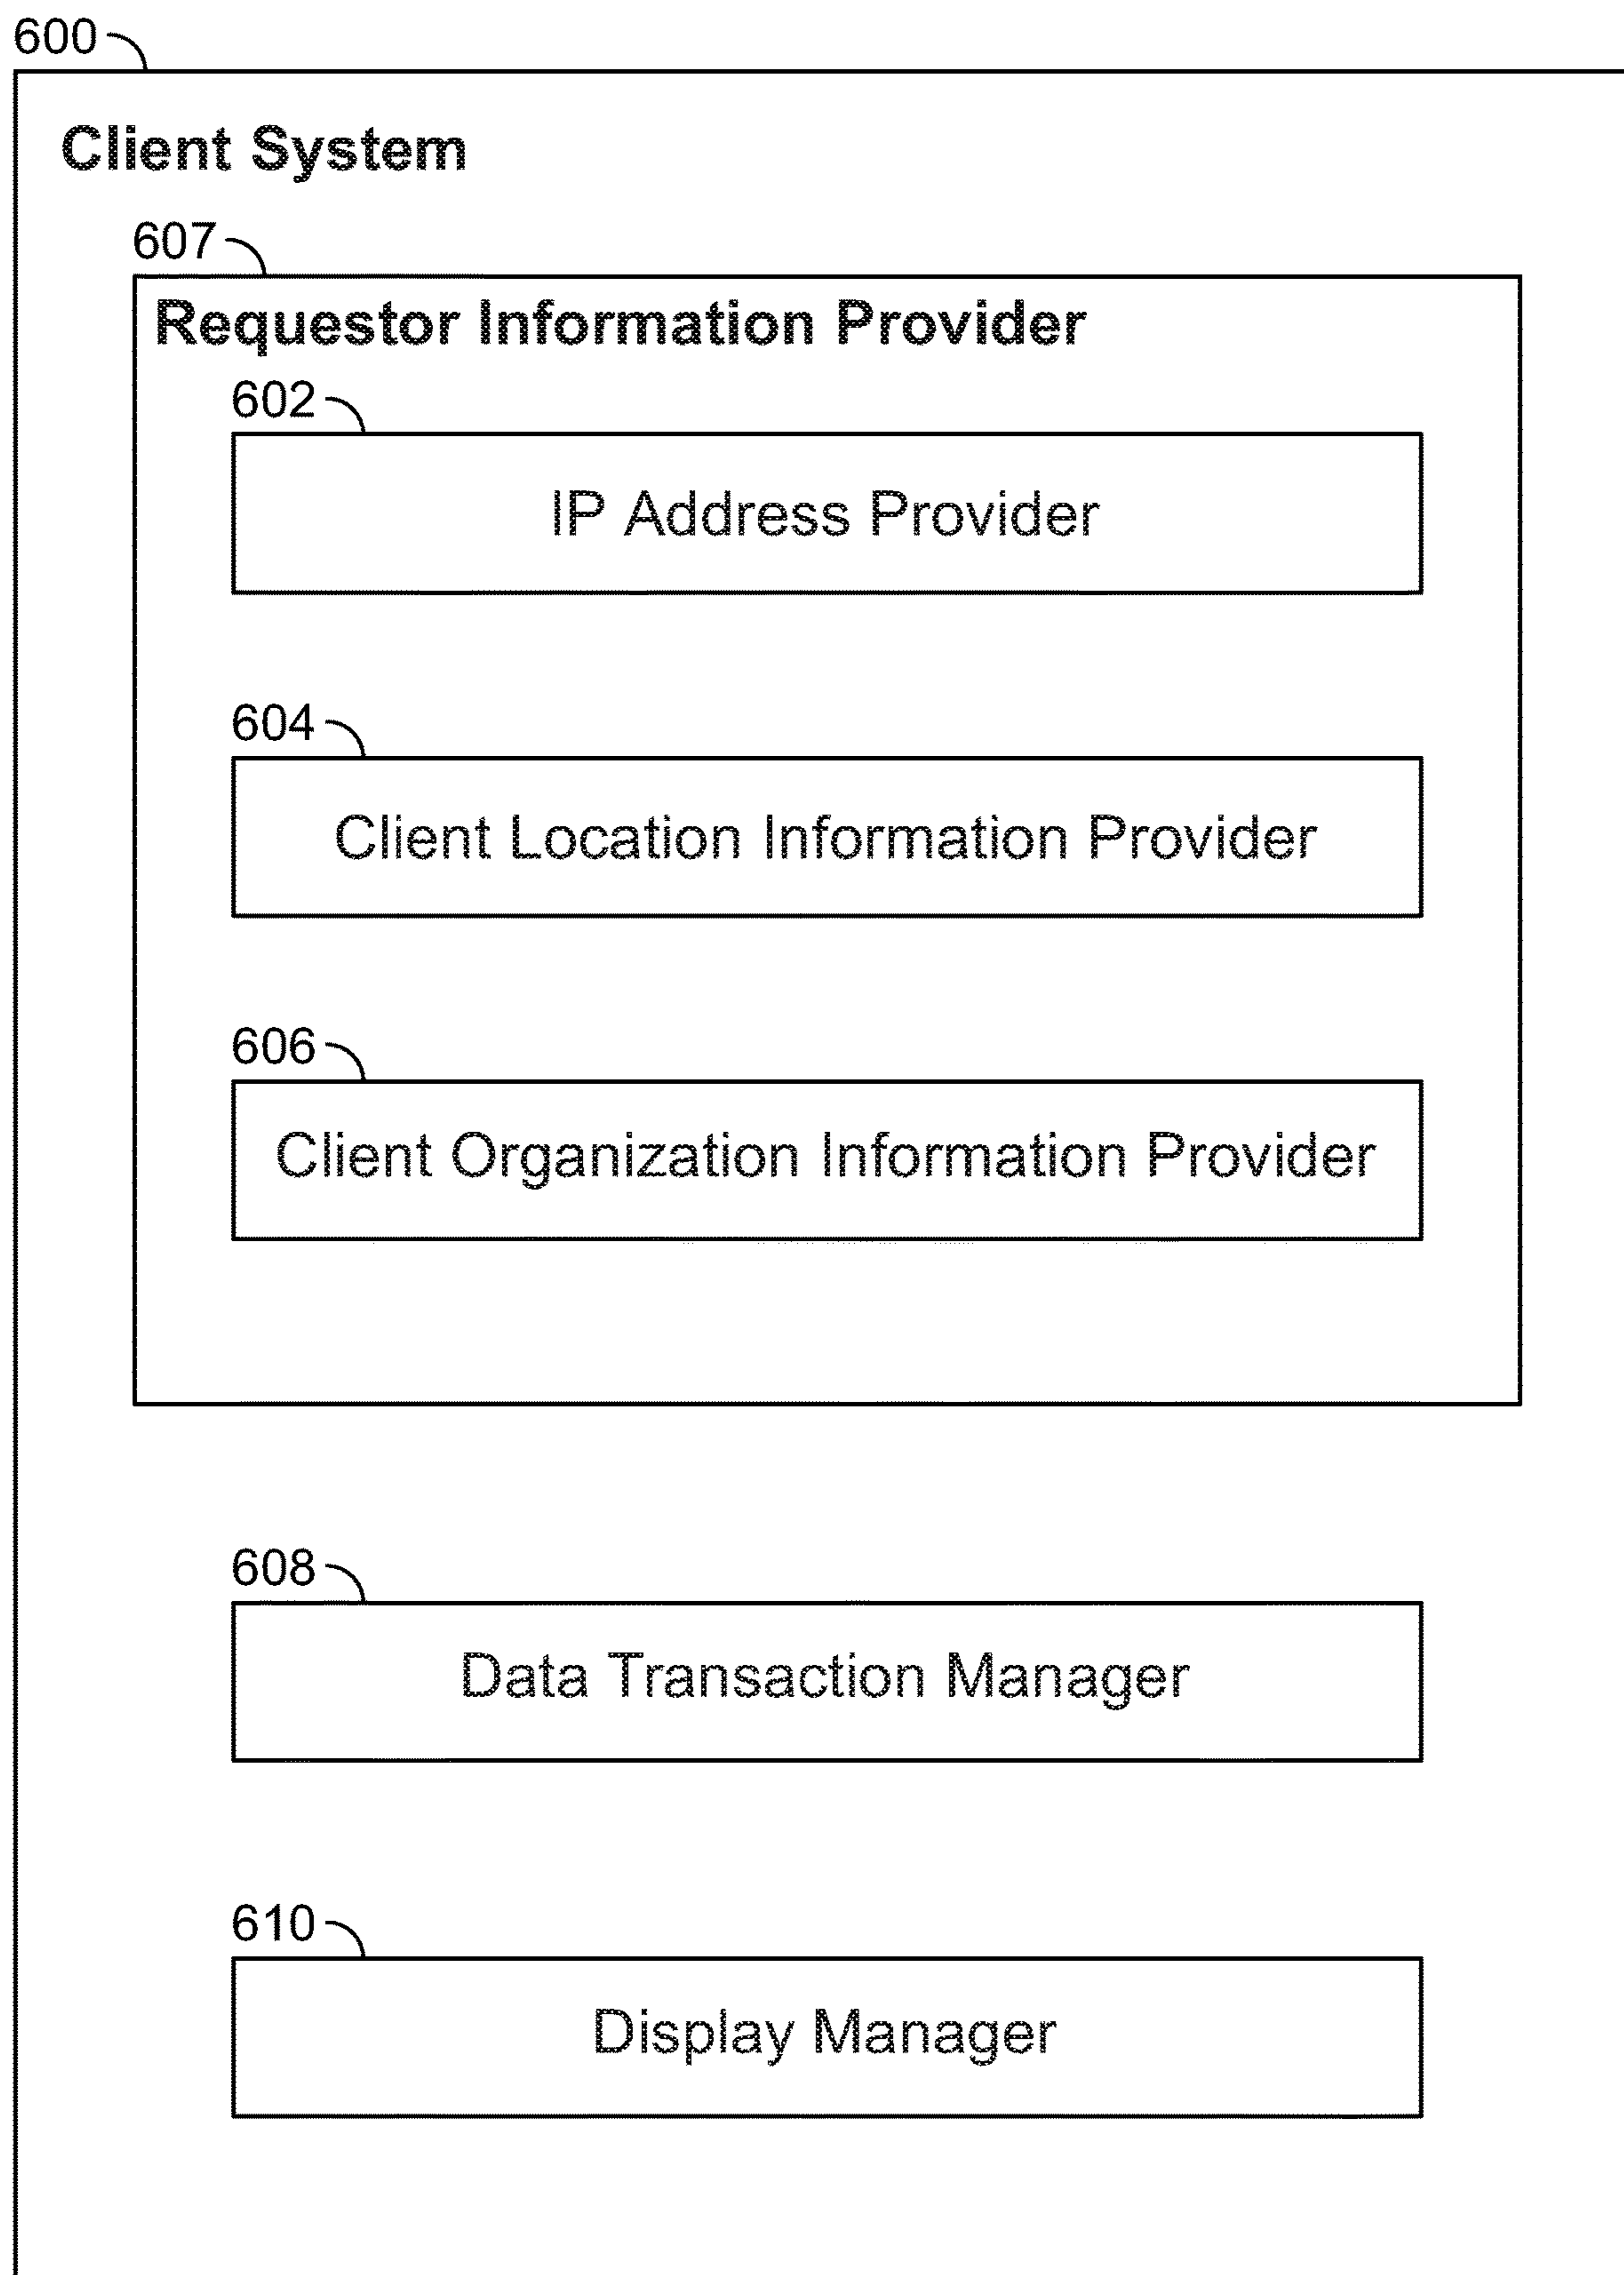 600
Client System
607
Requestor Information Provider
602
IP Address Provider
604
Client Location Information Provider
606
Client Organization Information Provider
608
Data Transaction Manager
610
Display Manager